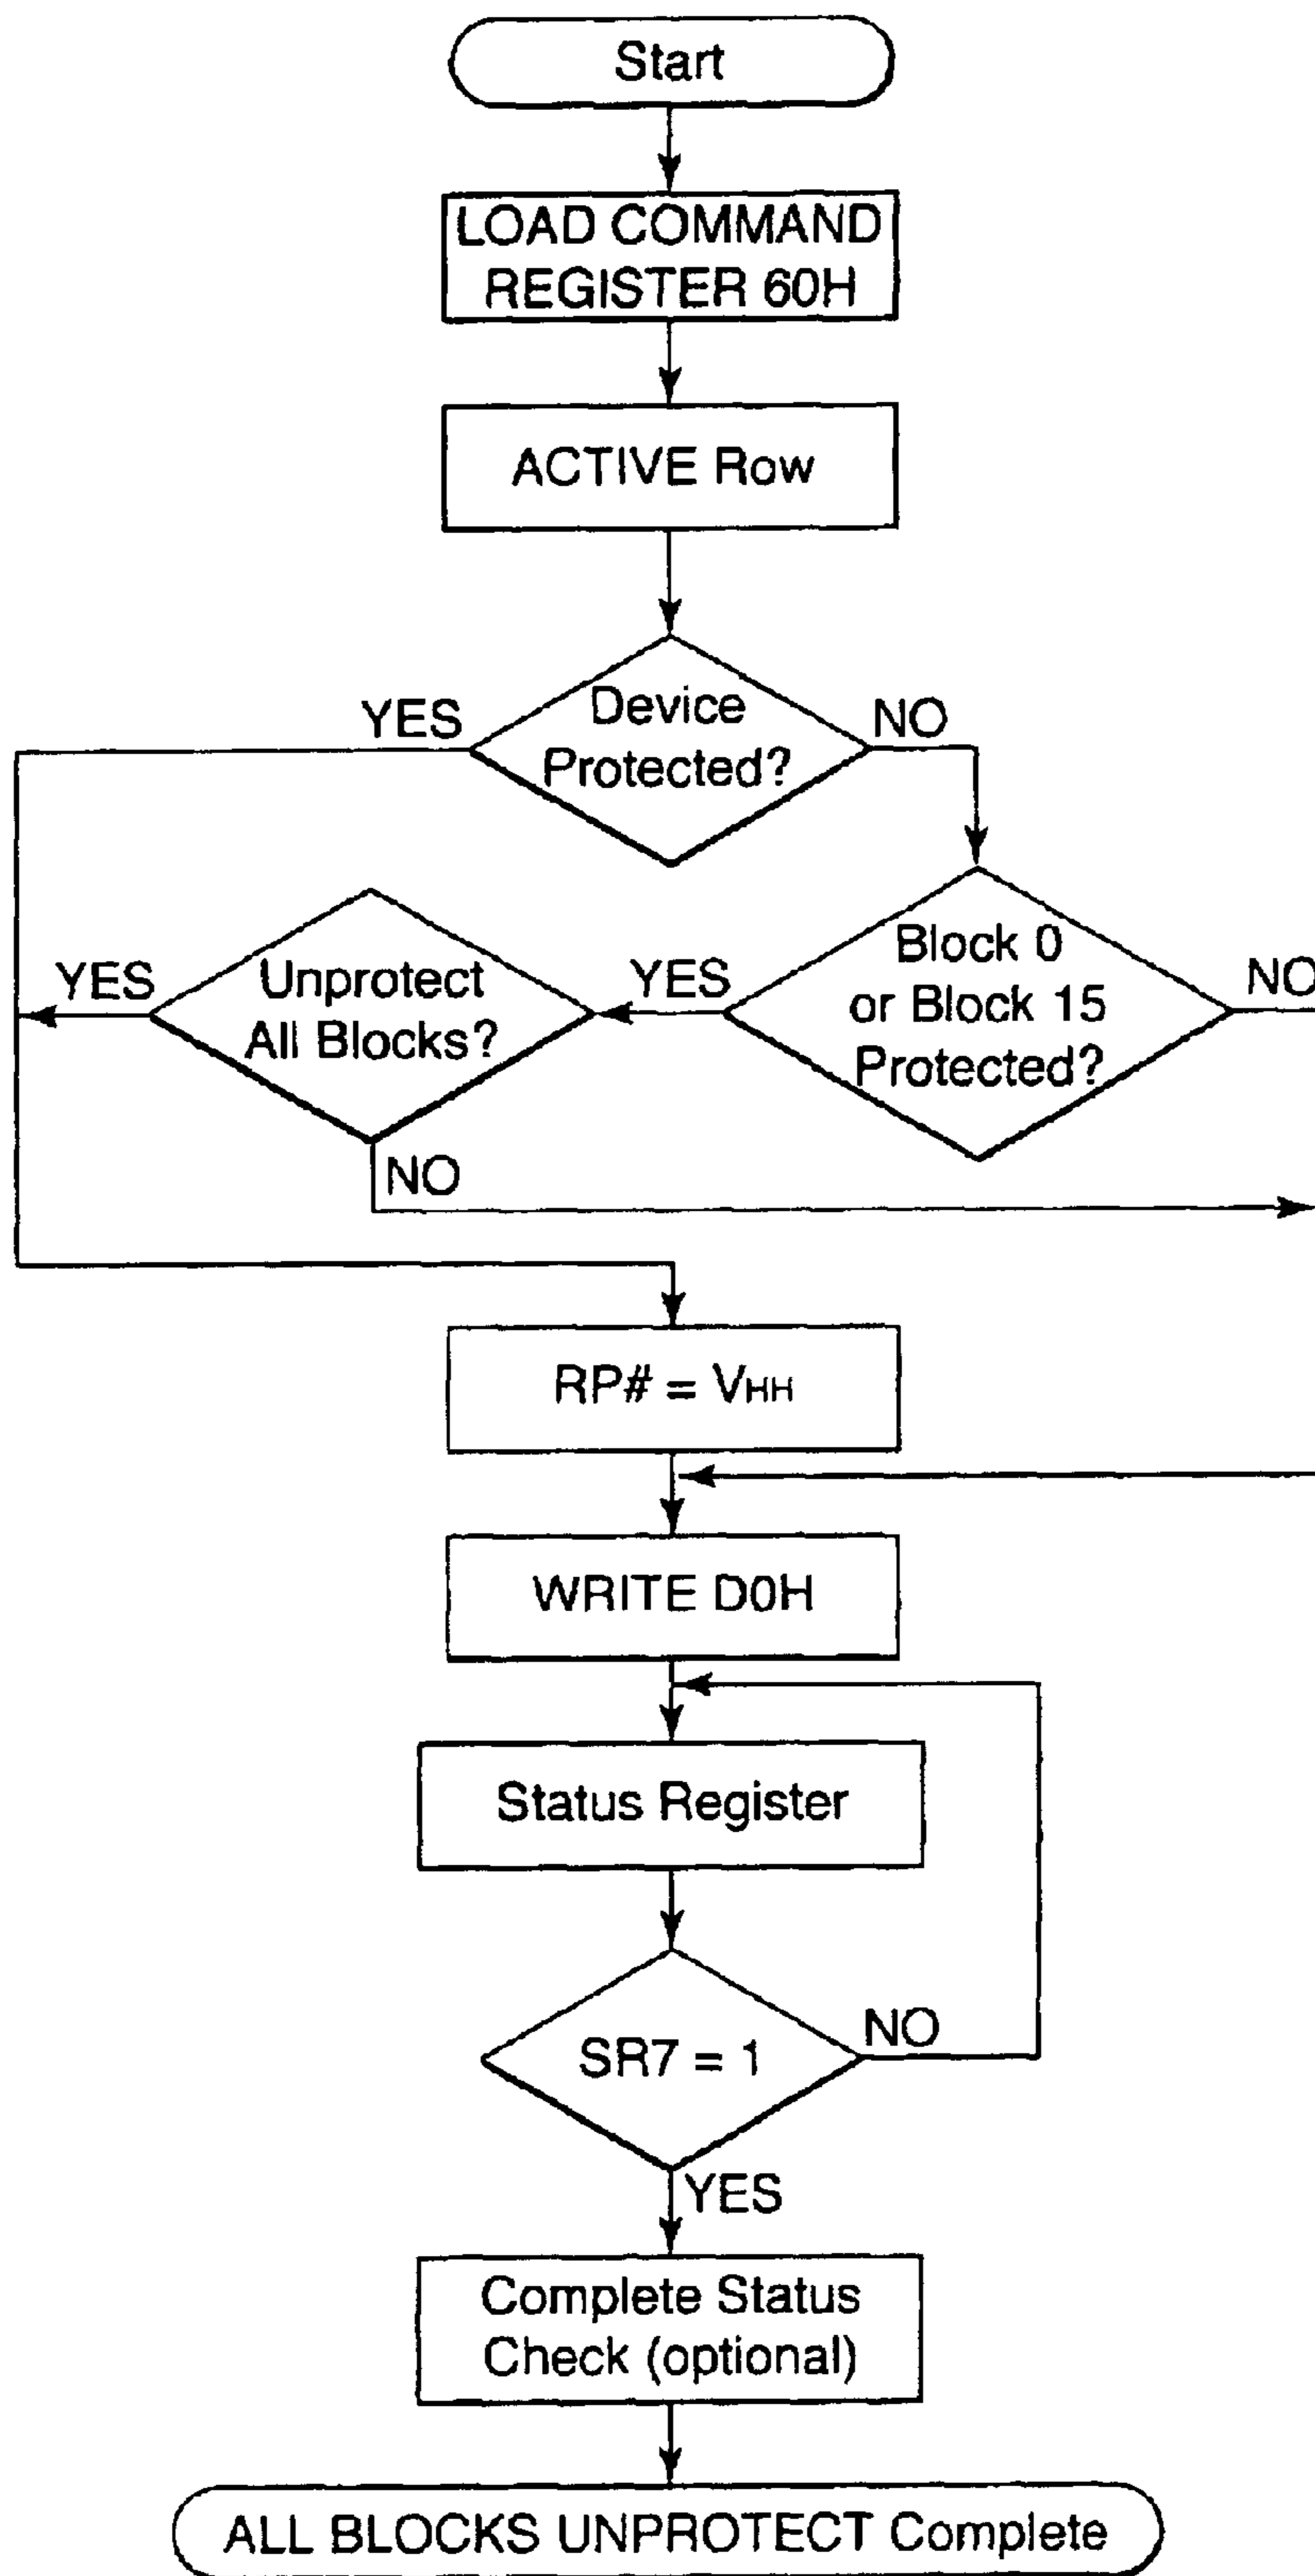 Start
LOAD COMMAND
REGISTER 60H
ACTIVE Row
YES
Device
Protected?
NO
YES
Unprotect
All Blocks?
YES
Block 0
or Block 15
Protected?
NO
NO
RP# = VHH
WRITE D0H
Status Register
SR7 = 1
NO
YES
Complete Status
Check (optional)
ALL BLOCKS UNPROTECT Complete